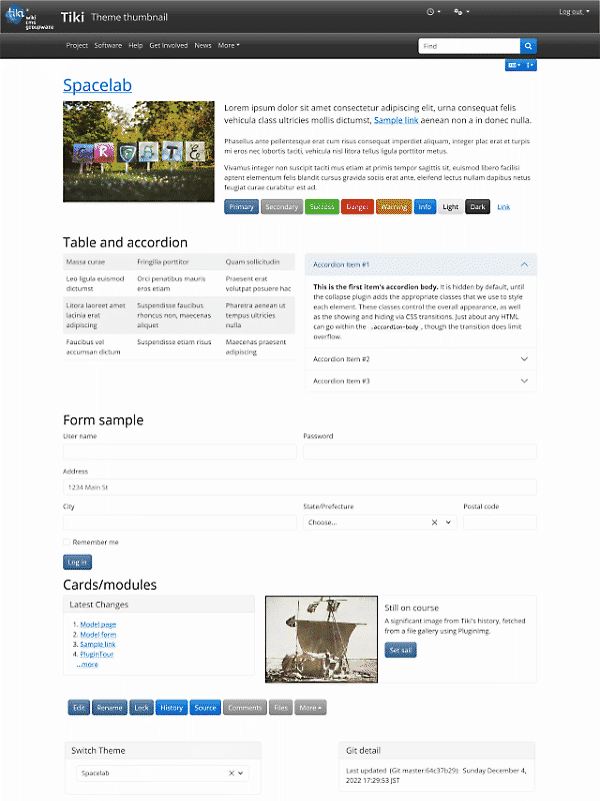 tiki
wiki
cms
groupware
Tiki Theme thumbnail
Log out
Project Software Help Get Involved News More
Find
Spacelab
Lorem ipsum dolor sit amet consectetur adipiscing elit, urna consequat felis
vehicula class ultricies mollis dictumst, Sample link aenean non a in donec nulla.
Phasellus ante pellentesque erat cum risus consequat imperdiet aliquam, integer placerat et turpis
mi eros nec lobortis taciti, vehicula nisl litora tellus ligula porttitor metus.
Vivamus integer non suscipit taciti mus etiam at primis tempor sagittis sit, euismod libero facilisi
aptent elementum felis blandit cursus gravida sociis erat ante, eleifend lectus nullam dapibus netus
feugiat curae curabitur est ad.
Primary Secondary Success Danger Warning Info Light Dark Link
Table and accordion
Massa curae Fringilla porttitor Quam sollicitudin
Leo ligula euismod dictumst Orci penatibus mauris eros etiam Praesent erat volutpat posuere hac
Litora laoreet amet lacinia erat adipiscing Suspendisse faucibus rhoncus non, maecenas aliquet Pharetra aenean ut tempus ultricies nulla
Faucibus vel accumsan dictum Suspendisse etiam risus Maecenas praesent adipiscing
Accordion Item #1
This is the first item's accordion body. It is hidden by default, until
the collapse plugin adds the appropriate classes that we use to style
each element. These classes control the overall appearance, as well
as the showing and hiding via CSS transitions. Just about any HTML
can go within the .accordion-body, though the transition does limit
overflow.
Accordion Item #2
Accordion Item #3
Form sample
User name Password
Address
1234 Main St
City State/Prefecture Postal code
Choose...
Remember me
Log in
Cards/modules
Latest Changes
1. Model page
2. Model form
3. Sample link
4. PluginTour
...more
Still on course
A significant image from Tiki's history, fetched
from a file gallery using PluginImg.
Set sail
Edit Rename Lock History Source Comments Files More
Switch Theme
Spacelab
Git detail
Last updated (Git master:64c37b29) Sunday December 4,
2022 17:29:53 JST